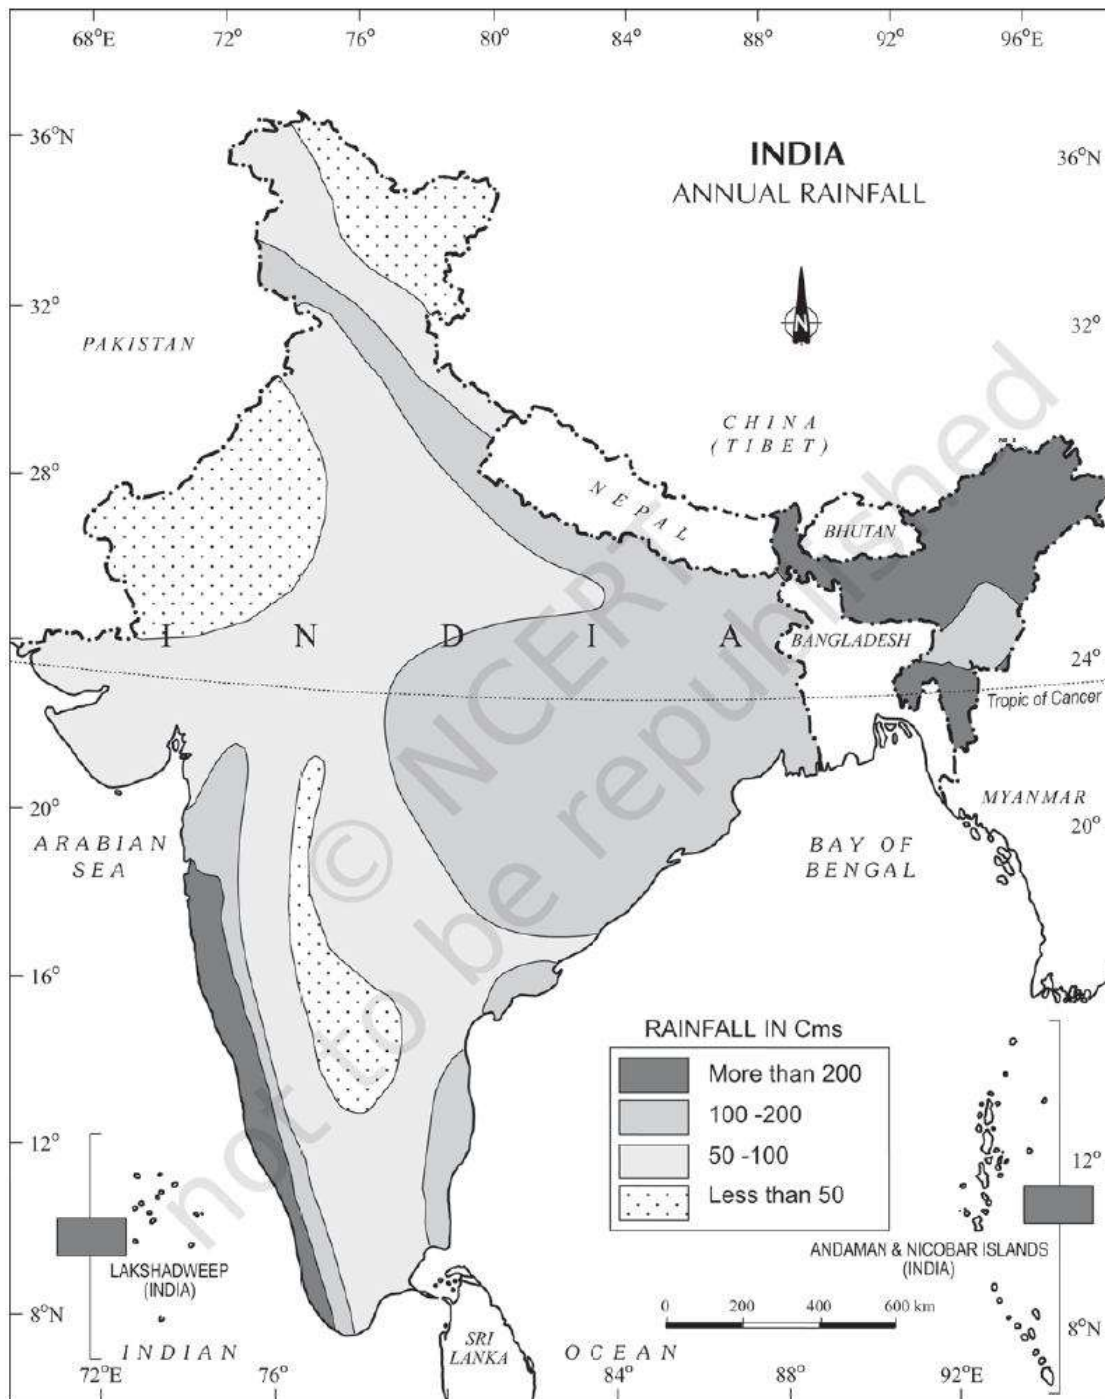 68°E 72° 76° 80° 84° 88° 92° 96°E
36°N
INDIA
36°N
ANNUAL RAINFALL
32°
32°
PAKISTAN
CHINA
(TIBET)
28°
28°
NEPAL
BHUTAN
I N D I A
BANGLADESH
24°
Tropic of Cancer
20°
MYANMAR
20°
ARABIAN
SEA
BAY OF
BENGAL
16°
RAINFALL IN Cms
More than 200
100 -200
50 -100
Less than 50
12°
12°
LAKSHADWEEP
(INDIA)
ANDAMAN & NICOBAR ISLANDS
(INDIA)
0 200 400 600 km
8°N
8°N
SRI
LANKA
INDIAN OCEAN
72°E 76° 84° 88° 92°E
© NCERT
not to be republished